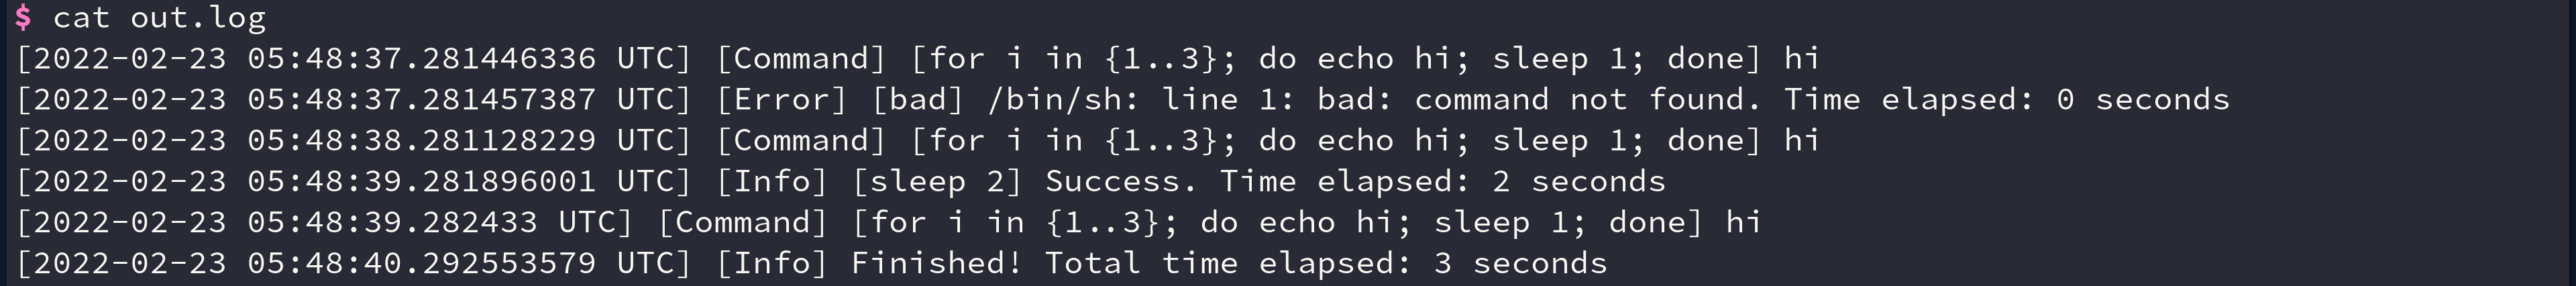 $ cat out.log
[2022-02-23 05:48:37.281446336 UTC] [Command] [for i in {1..3}; do echo hi; sleep 1; done] hi
[2022-02-23 05:48:37.281457387 UTC] [Error] [bad] /bin/sh: line 1: bad: command not found. Time elapsed: 0 seconds
[2022-02-23 05:48:38.281128229 UTC] [Command] [for i in {1..3}; do echo hi; sleep 1; done] hi
[2022-02-23 05:48:39.281896001 UTC] [Info] [sleep 2] Success. Time elapsed: 2 seconds
[2022-02-23 05:48:39.282433 UTC] [Command] [for i in {1..3}; do echo hi; sleep 1; done] hi
[2022-02-23 05:48:40.292553579 UTC] [Info] Finished! Total time elapsed: 3 seconds